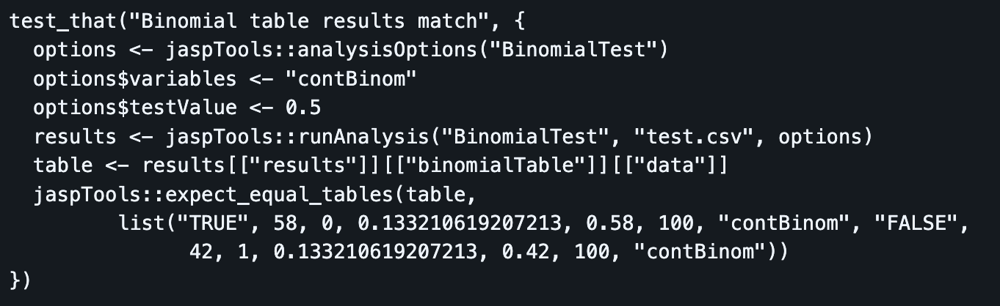 test_that("Binomial table results match", {
  options <- jaspTools::analysisOptions("BinomialTest")
  options$variables <- "contBinom"
  options$testValue <- 0.5
  results <- jaspTools::runAnalysis("BinomialTest", "test.csv", options)
  table <- results[["results"]][["binomialTable"]][["data"]]
  jaspTools::expect_equal_tables(table,
         list("TRUE", 58, 0, 0.133210619207213, 0.58, 100, "contBinom", "FALSE",
               42, 1, 0.133210619207213, 0.42, 100, "contBinom"))
})